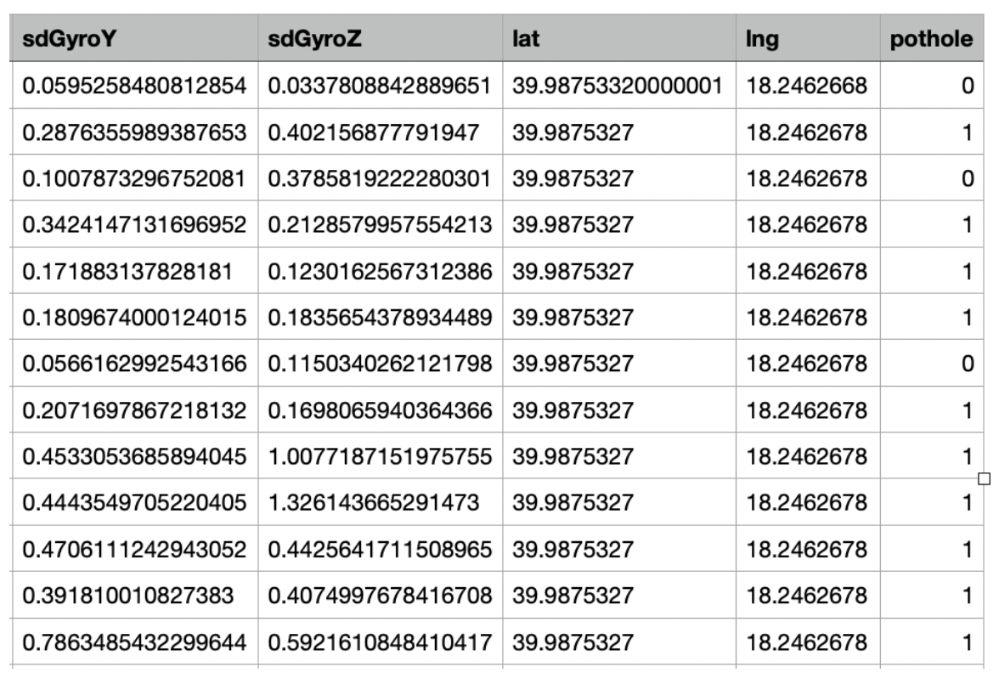 sdGyroY sdGyroZ lat lng pothole
0.0595258480812854 0.03378088428​89651 39.98753320000001 18.2462668 0
0.2876355989387653 0.402156877791947 39.9875327 18.2462678 1
0.1007873296752081 0.3785819222280301 39.9875327 18.2462678 0
0.3424147131696952 0.2128579957554213 39.9875327 18.2462678 1
0.171883137828181 0.12301625673​12386 39.9875327 18.2462678 1
0.1809674000124015 0.1835654378934489 39.9875327 18.2462678 1
0.0566162992543166 0.1150340262121798 39.9875327 18.2462678 0
0.2071697867218132 0.1698065940364366 39.9875327 18.2462678 1
0.4533053685894045 1.0077187151975755 39.9875327 18.2462678 1
0.4443549705220405 1.326143665291473 39.9875327 18.2462678 1
0.4706111242943052 0.4425641711508965 39.9875327 18.2462678 1
0.391810010827383 0.4074997678416708 39.9875327 18.2462678 1
0.7863485432299644 0.5921610848410417 39.9875327 18.2462678 1